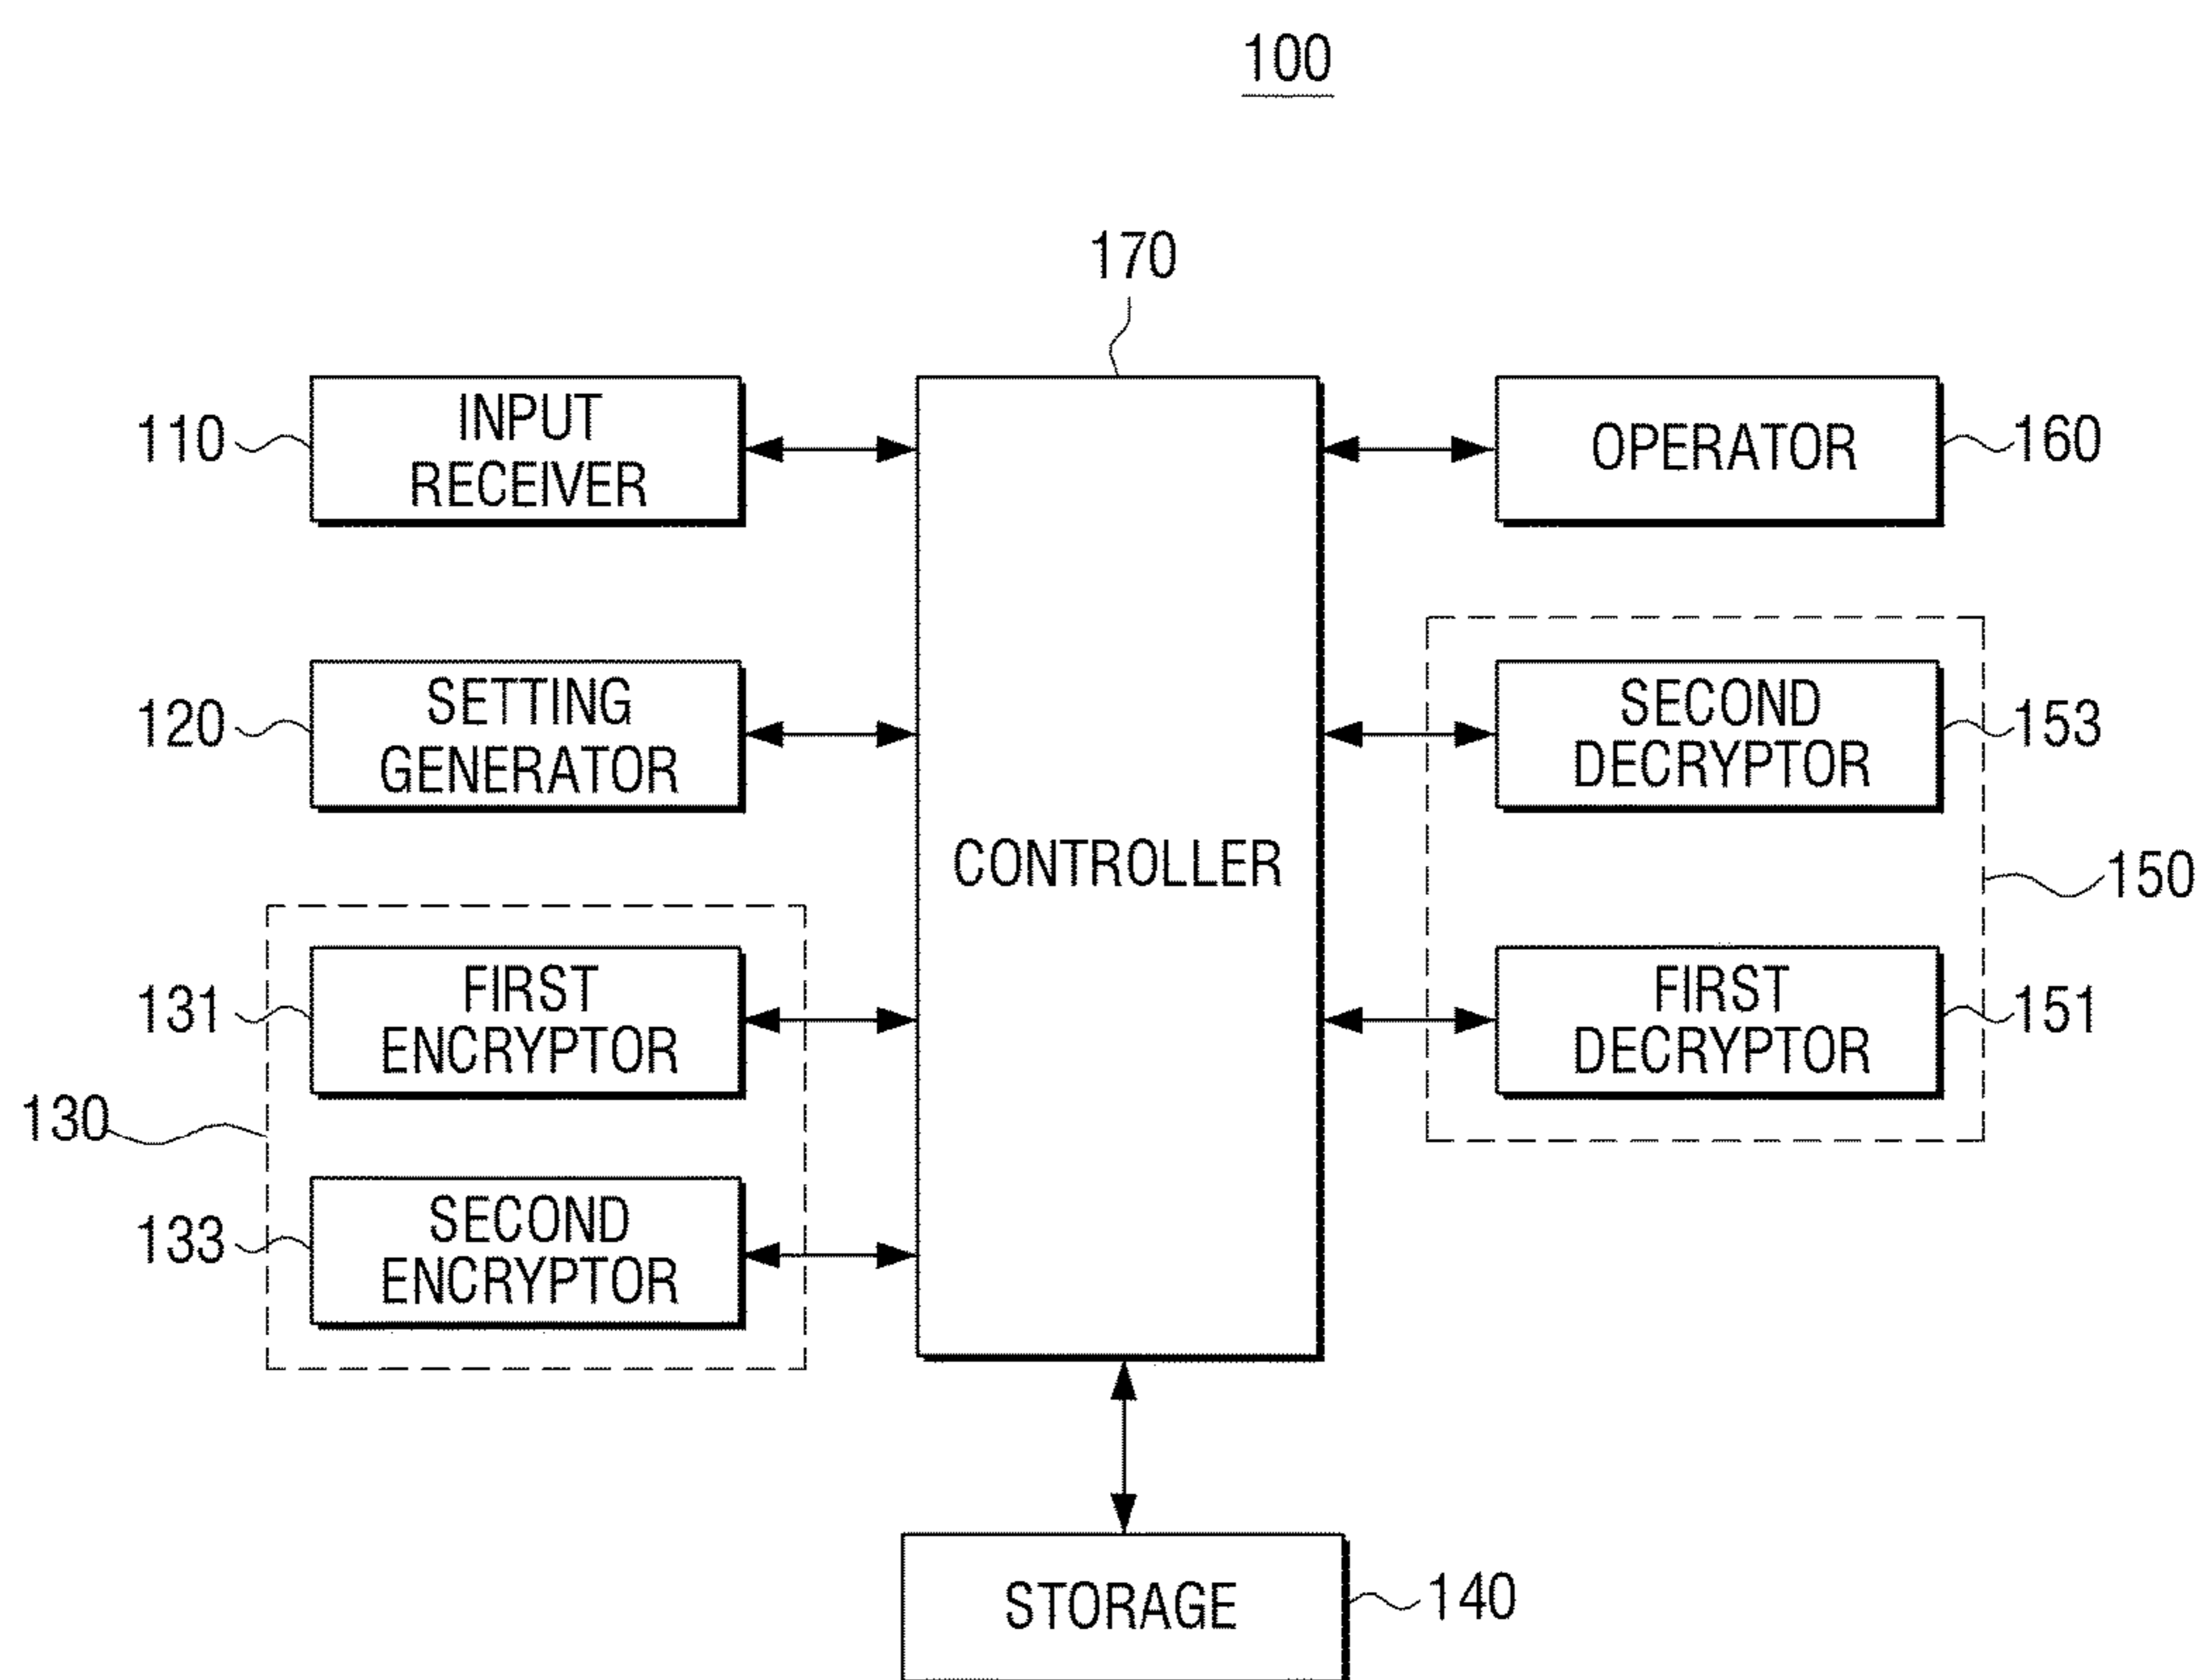 100
170
110
INPUT
RECEIVER
OPERATOR
160
120
SETTING
GENERATOR
SECOND
DECRYPTOR
153
CONTROLLER
150
131
FIRST
ENCRYPTOR
FIRST
DECRYPTOR
151
130
133
SECOND
ENCRYPTOR
STORAGE
140